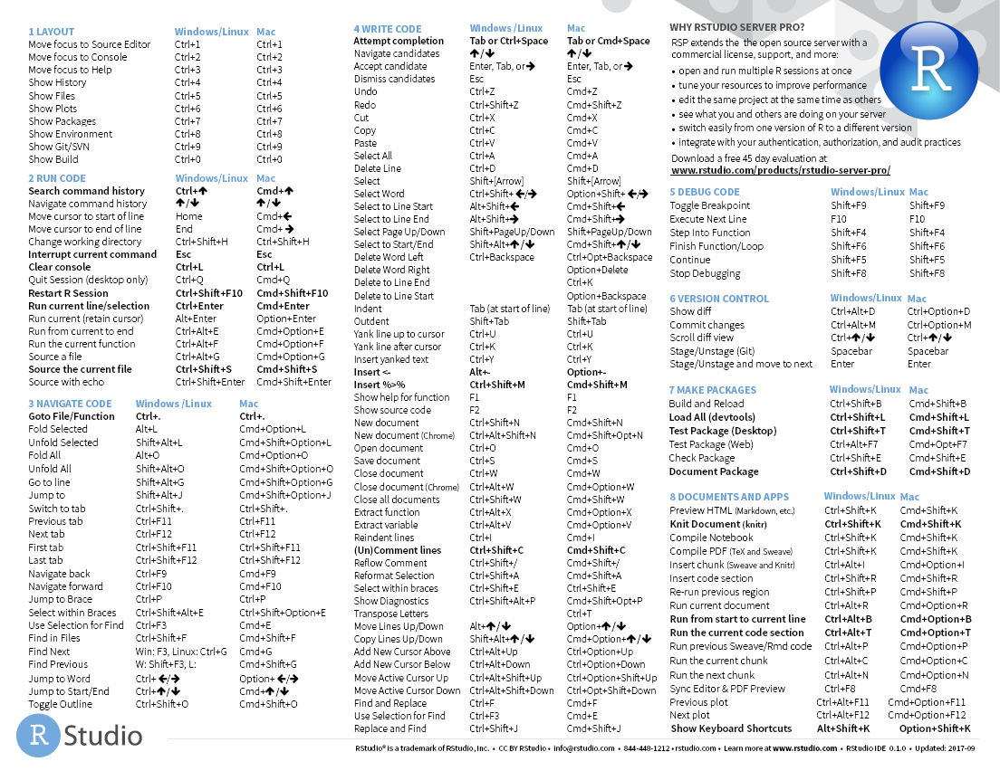 1 LAYOUT Windows/Linux Mac
Move focus to Source Editor Ctrl+1 Ctrl+1
Move focus to Console Ctrl+2 Ctrl+2
Move focus to Help Ctrl+3 Ctrl+3
Show History Ctrl+4 Ctrl+4
Show Files Ctrl+5 Ctrl+5
Show Plots Ctrl+6 Ctrl+6
Show Packages Ctrl+7 Ctrl+7
Show Environment Ctrl+8 Ctrl+8
Show Git/SVN Ctrl+9 Ctrl+9
Show Build Ctrl+0 Ctrl+0
2 RUN CODE Windows/Linux Mac
Search command history Ctrl+↑ Cmd+↑
Navigate command history ↑/↓ ↑/↓
Move cursor to start of line Home Cmd+←
Move cursor to end of line End Cmd+ →
Change working directory Ctrl+Shift+H Ctrl+Shift+H
Interrupt current command Esc Esc
Clear console Ctrl+L Ctrl+L
Quit Session (desktop only) Ctrl+Q Cmd+Q
Restart R Session Ctrl+Shift+F10 Cmd+Shift+F10
Run current line/selection Ctrl+Enter Cmd+Enter
Run current (retain cursor) Alt+Enter Option+Enter
Run from current to end Ctrl+Alt+E Cmd+Option+E
Run the current function Ctrl+Alt+F Cmd+Option+F
Source a file Ctrl+Alt+G Cmd+Option+G
Source the current file Ctrl+Shift+S Cmd+Shift+S
Source with echo Ctrl+Shift+Enter Cmd+Shift+Enter
3 NAVIGATE CODE Windows /Linux Mac
Goto File/Function Ctrl+. Ctrl+.
Fold Selected Alt+L Cmd+Option+L
Unfold Selected Shift+Alt+L Cmd+Shift+Option+L
Fold All Alt+O Cmd+Option+O
Unfold All Shift+Alt+O Cmd+Shift+Option+O
Go to line Shift+Alt+G Cmd+Shift+Option+G
Jump to Shift+Alt+J Cmd+Shift+Option+J
Switch to tab Ctrl+Shift+. Ctrl+Shift+.
Previous tab Ctrl+F11 Ctrl+F11
Next tab Ctrl+F12 Ctrl+F12
First tab Ctrl+Shift+F11 Ctrl+Shift+F11
Last tab Ctrl+Shift+F12 Ctrl+Shift+F12
Navigate back Ctrl+F9 Cmd+F9
Navigate forward Ctrl+F10 Cmd+F10
Jump to Brace Ctrl+P Ctrl+P
Select within Braces Ctrl+Shift+Alt+E Ctrl+Shift+Option+E
Use Selection for Find Ctrl+F3 Cmd+E
Find in Files Ctrl+Shift+F Cmd+Shift+F
Find Next Win: F3, Linux: Ctrl+G Cmd+G
Find Previous W: Shift+F3, L: Cmd+Shift+G
Jump to Word Ctrl+ ←/→ Option+ ←/→
Jump to Start/End Ctrl+↑/↓ Cmd+↑/↓
Toggle Outline Ctrl+Shift+O Cmd+Shift+O
R Studio
4 WRITE CODE Windows /Linux Mac
Attempt completion Tab or Ctrl+Space Tab or Cmd+Space
Navigate candidates ↑/↓ ↑/↓
Accept candidate Enter, Tab, or→ Enter, Tab, or→
Dismiss candidates Esc Esc
Undo Ctrl+Z Cmd+Z
Redo Ctrl+Shift+Z Cmd+Shift+Z
Cut Ctrl+X Cmd+X
Copy Ctrl+C Cmd+C
Paste Ctrl+V Cmd+V
Select All Ctrl+A Cmd+A
Delete Line Ctrl+D Cmd+D
Select Shift+[Arrow] Shift+[Arrow]
Select Word Ctrl+Shift+ ←/→ Option+Shift+ ←/→
Select to Line Start Alt+Shift+← Cmd+Shift+←
Select to Line End Alt+Shift+→ Cmd+Shift+→
Select Page Up/Down Shift+PageUp/Down Shift+PageUp/Down
Select to Start/End Shift+Alt+↑/↓ Cmd+Shift+↑/↓
Delete Word Left Ctrl+Backspace Ctrl+Opt+Backspace
Delete Word Right Option+Delete
Delete to Line End Ctrl+K
Delete to Line Start Option+Backspace
Indent Tab (at start of line) Tab (at start of line)
Outdent Shift+Tab Shift+Tab
Yank line up to cursor Ctrl+U Ctrl+U
Yank line after cursor Ctrl+K Ctrl+K
Insert yanked text Ctrl+Y Ctrl+Y
Insert <- Alt+- Option+-
Insert %>% Ctrl+Shift+M Cmd+Shift+M
Show help for function F1 F1
Show source code F2 F2
New document Ctrl+Shift+N Cmd+Shift+N
New document (Chrome) Ctrl+Alt+Shift+N Cmd+Shift+Opt+N
Open document Ctrl+O Cmd+O
Save document Ctrl+S Cmd+S
Close document Ctrl+W Cmd+W
Close document (Chrome) Ctrl+Alt+W Cmd+Option+W
Close all documents Ctrl+Shift+W Cmd+Shift+W
Extract function Ctrl+Alt+X Cmd+Option+X
Extract variable Ctrl+Alt+V Cmd+Option+V
Reindent lines Ctrl+I Cmd+I
(Un)Comment lines Ctrl+Shift+C Cmd+Shift+C
Reflow Comment Ctrl+Shift+/ Cmd+Shift+/
Reformat Selection Ctrl+Shift+A Cmd+Shift+A
Select within braces Ctrl+Shift+E Ctrl+Shift+E
Show Diagnostics Ctrl+Shift+Alt+P Cmd+Shift+Opt+P
Transpose Letters Ctrl+T
Move Lines Up/Down Alt+↑/↓ Option+↑/↓
Copy Lines Up/Down Shift+Alt+↑/↓ Cmd+Option+↑/↓
Add New Cursor Above Ctrl+Alt+Up Ctrl+Option+Up
Add New Cursor Below Ctrl+Alt+Down Ctrl+Option+Down
Move Active Cursor Up Ctrl+Alt+Shift+Up Ctrl+Option+Shift+Up
Move Active Cursor Down Ctrl+Alt+Shift+Down Ctrl+Opt+Shift+Down
Find and Replace Ctrl+F Cmd+F
Use Selection for Find Ctrl+F3 Cmd+E
Replace and Find Ctrl+Shift+J Cmd+Shift+J
WHY RSTUDIO SERVER PRO?
RSP extends the the open source server with a
commercial license, support, and more:
• open and run multiple R sessions at once
• tune your resources to improve performance
• edit the same project at the same time as others
• see what you and others are doing on your server
• switch easily from one version of R to a different version
• integrate with your authentication, authorization, and audit practices
Download a free 45 day evaluation at
www.rstudio.com/products/rstudio-server-pro/
R
5 DEBUG CODE Windows/Linux Mac
Toggle Breakpoint Shift+F9 Shift+F9
Execute Next Line F10 F10
Step Into Function Shift+F4 Shift+F4
Finish Function/Loop Shift+F6 Shift+F6
Continue Shift+F5 Shift+F5
Stop Debugging Shift+F8 Shift+F8
6 VERSION CONTROL Windows/Linux Mac
Show diff Ctrl+Alt+D Ctrl+Option+D
Commit changes Ctrl+Alt+M Ctrl+Option+M
Scroll diff view Ctrl+↑/↓ Ctrl+↑/↓
Stage/Unstage (Git) Spacebar Spacebar
Stage/Unstage and move to next Enter Enter
7 MAKE PACKAGES Windows/Linux Mac
Build and Reload Ctrl+Shift+B Cmd+Shift+B
Load All (devtools) Ctrl+Shift+L Cmd+Shift+L
Test Package (Desktop) Ctrl+Shift+T Cmd+Shift+T
Test Package (Web) Ctrl+Alt+F7 Cmd+Opt+F7
Check Package Ctrl+Shift+E Cmd+Shift+E
Document Package Ctrl+Shift+D Cmd+Shift+D
8 DOCUMENTS AND APPS Windows/Linux Mac
Preview HTML (Markdown, etc.) Ctrl+Shift+K Cmd+Shift+K
Knit Document (knitr) Ctrl+Shift+K Cmd+Shift+K
Compile Notebook Ctrl+Shift+K Cmd+Shift+K
Compile PDF (TeX and Sweave) Ctrl+Shift+K Cmd+Shift+K
Insert chunk (Sweave and Knitr) Ctrl+Alt+I Cmd+Option+I
Insert code section Ctrl+Shift+R Cmd+Shift+R
Re-run previous region Ctrl+Shift+P Cmd+Shift+P
Run current document Ctrl+Alt+R Cmd+Option+R
Run from start to current line Ctrl+Alt+B Cmd+Option+B
Run the current code section Ctrl+Alt+T Cmd+Option+T
Run previous Sweave/Rmd code Ctrl+Alt+P Cmd+Option+P
Run the current chunk Ctrl+Alt+C Cmd+Option+C
Run the next chunk Ctrl+Alt+N Cmd+Option+N
Sync Editor & PDF Preview Ctrl+F8 Cmd+F8
Previous plot Ctrl+Alt+F11 Cmd+Option+F11
Next plot Ctrl+Alt+F12 Cmd+Option+F12
Show Keyboard Shortcuts Alt+Shift+K Option+Shift+K
RStudio® is a trademark of RStudio, Inc. • CC BY RStudio • info@rstudio.com • 844-448-1212 • rstudio.com • Learn more at www.rstudio.com • RStudio IDE 0.1.0 • Updated: 2017-09